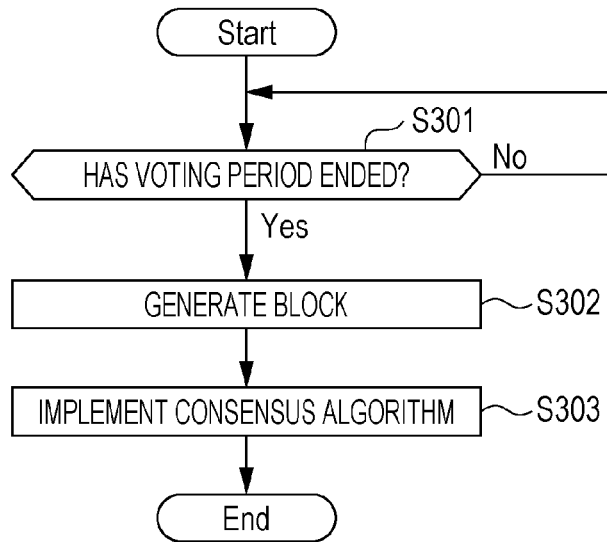 Start
S301
HAS VOTING PERIOD ENDED?
No
Yes
GENERATE BLOCK
S302
IMPLEMENT CONSENSUS ALGORITHM
S303
End